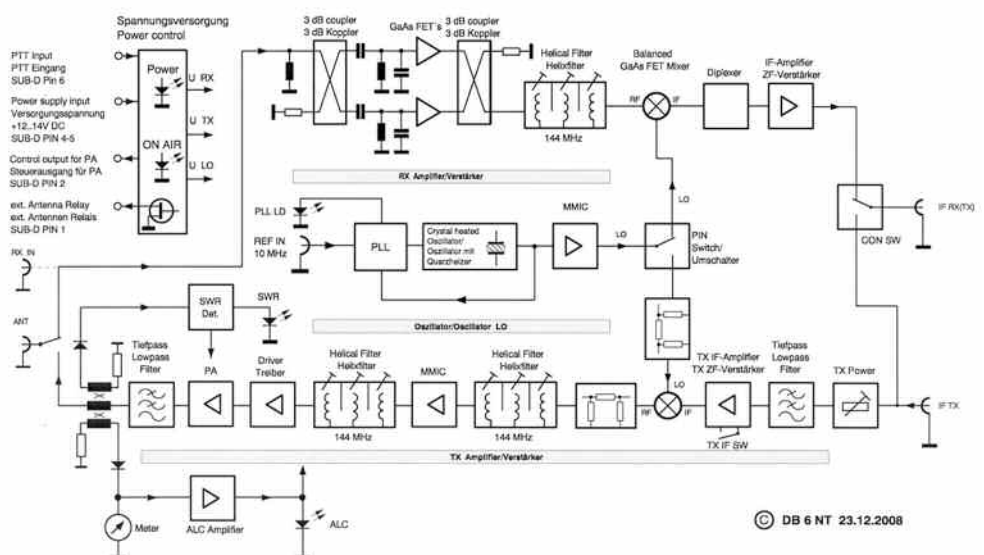 Spannungsversorgung
Power control
PTT Input
PTT Eingang
SUB-D Pin 6
Power supply input
Versorgungsspannung
+12..14V DC
SUB-D PIN 4-5
Control output for PA
Steuerausgang für PA
SUB-D PIN 2
ext. Antenna Relay
ext. Antennen Relais
SUB-D PIN 1
Power
ON AIR
U RX
U TX
U LO
3 dB coupler
3 dB Koppler
GaAs FET´s
3 dB coupler
3 dB Koppler
Helical Filter
Helixfilter
144 MHz
Balanced
GaAs FET Mixer
RF
IF
LO
Diplexer
IF-Amplifier
ZF-Verstärker
RX Amplifier/Verstärker
PLL LD
REF IN
10 MHz
PLL
Crystal heated
Oscillator/
Oszillator mit
Quarzheizer
MMIC
LO
PIN
Switch/
Umschalter
CON SW
IF RX(TX)
RX IN
ANT
SWR
Det.
SWR
Oszillator/Oscillator LO
Tiefpass
Lowpass
Filter
PA
Driver
Treiber
Helical Filter
Helixfilter
144 MHz
MMIC
Helical Filter
Helixfilter
144 MHz
RF
IF
LO
TX IF-Amplifier
TX ZF-Verstärker
TX IF SW
Tiefpass
Lowpass
Filter
TX Power
IF TX
TX Amplifier/Verstärker
Meter
ALC Amplifier
ALC
© DB 6 NT 23.12.2008